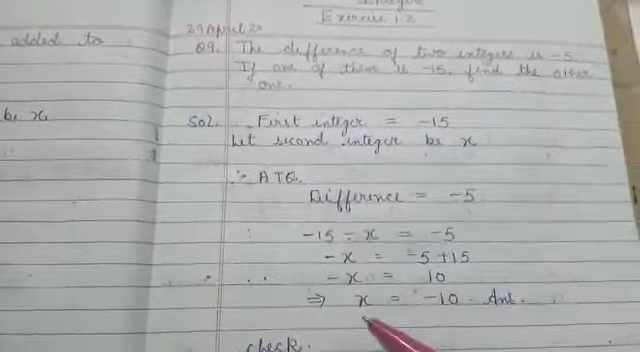 Exercise 1.2
29 April 20
added to
Q9. The difference of two integers is -5.
If one of them is -15, find the other
one.
be x
Sol. First integer = -15
Let second integer be x
∴ ATQ.
Difference = -5
: -15 - x = -5
-x = -5+15
∴ -x = 10
⇒ x = -10 Ans.
check.